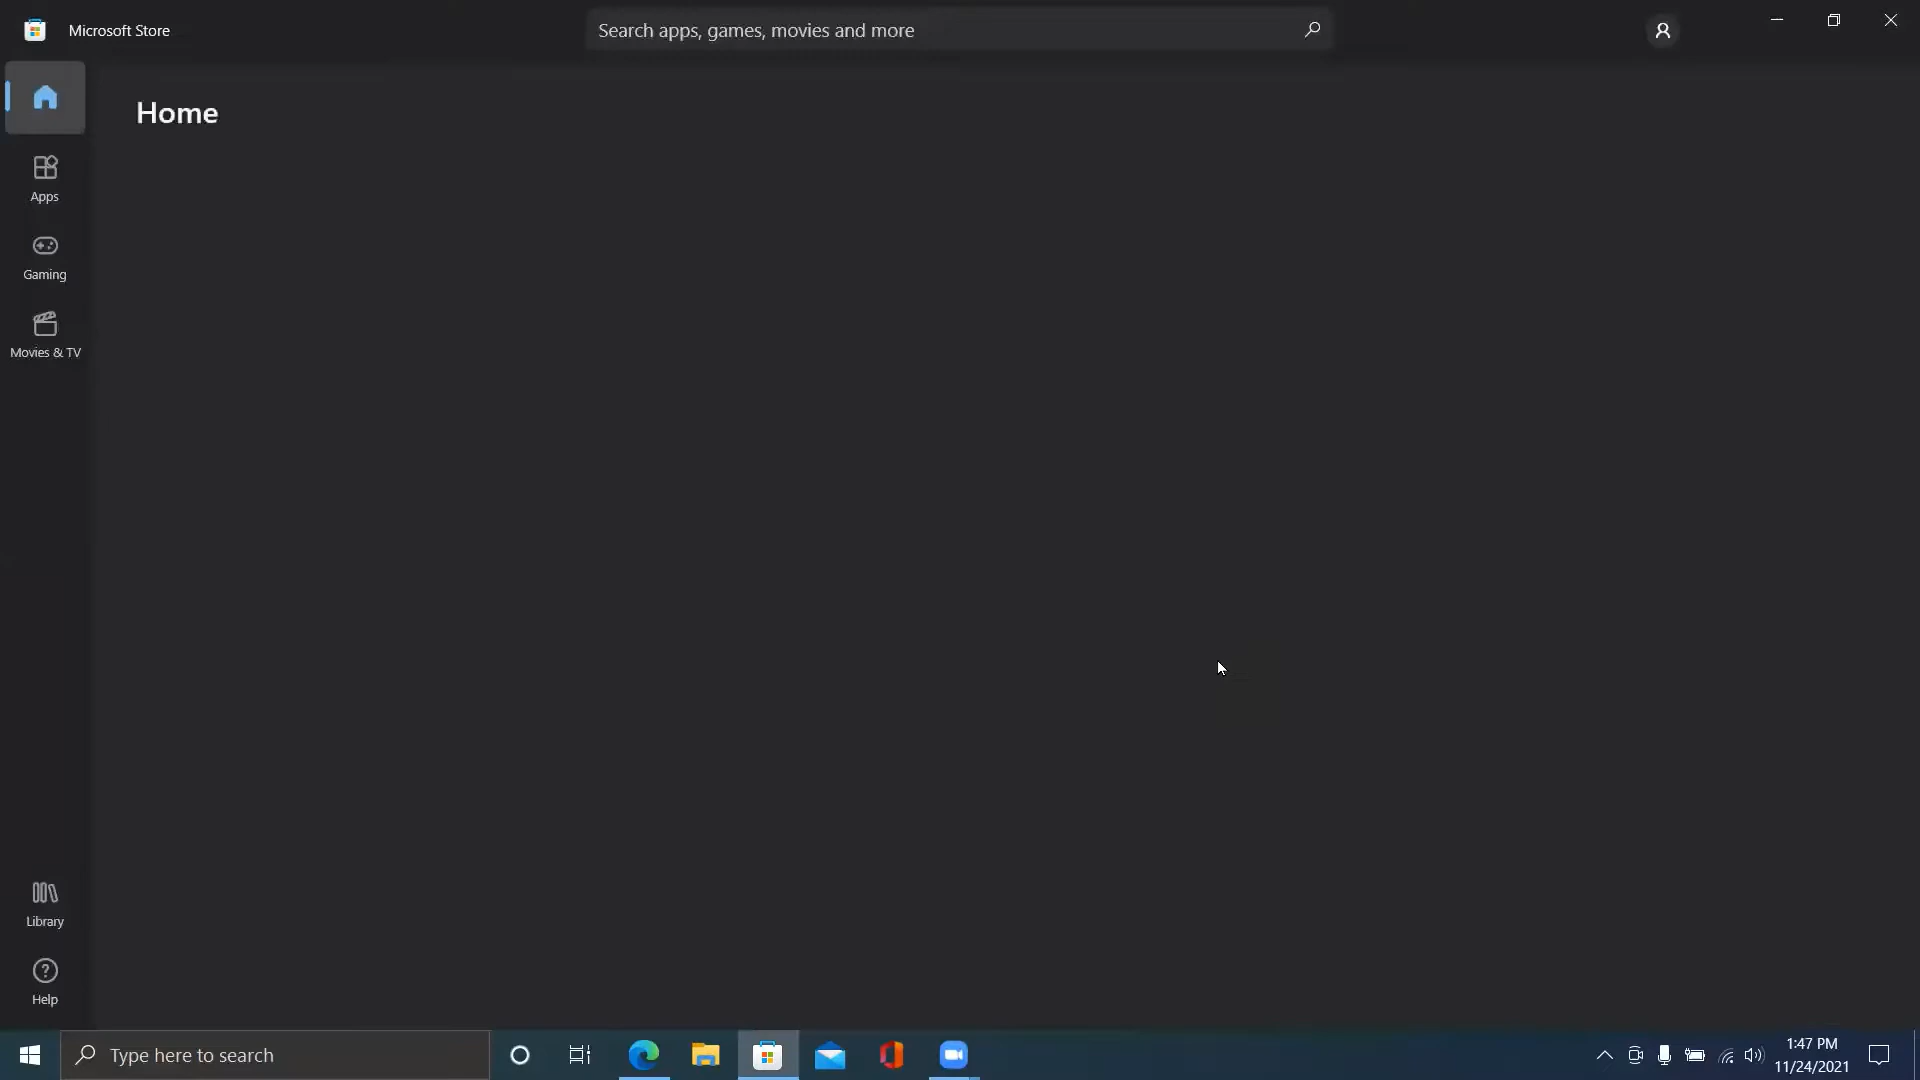 Microsoft Store
Search apps, games, movies and more
Home
Apps
Gaming
Movies & TV
Library
Help
Type here to search
1:47 PM
11/24/2021